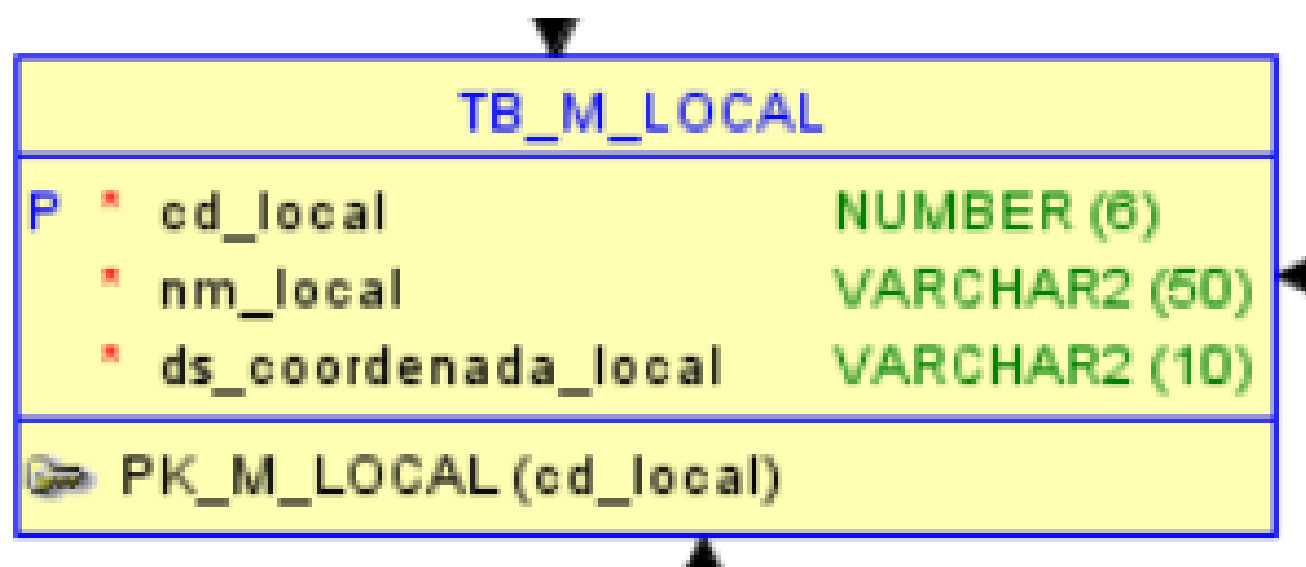 TB_M_LOCAL
P * cd_local NUMBER (6)
* nm_local VARCHAR2 (50)
* ds_coordenada_local VARCHAR2 (10)
PK_M_LOCAL (cd_local)